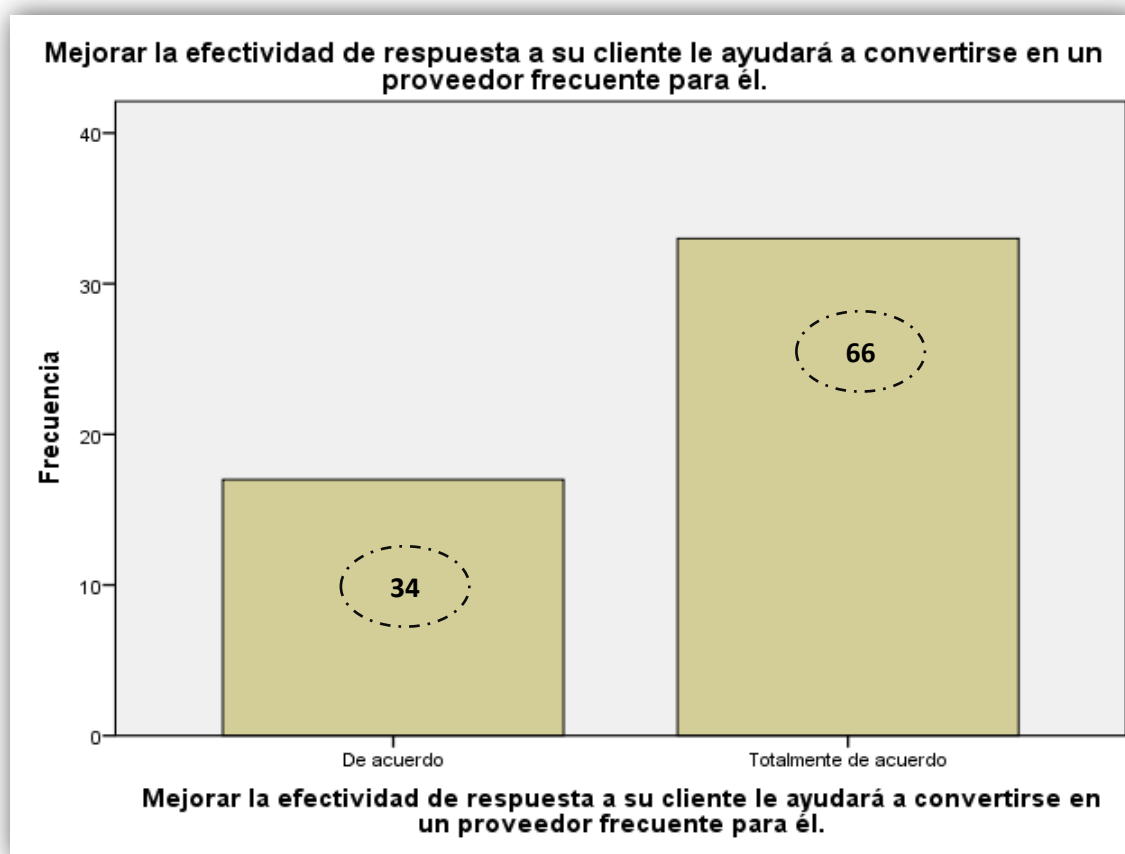 Mejorar la efectividad de respuesta a su cliente le ayudará a convertirse en un
proveedor frecuente para él.
40
30
20
10
0
Frecuencia
34
66
De acuerdo
Totalmente de acuerdo
Mejorar la efectividad de respuesta a su cliente le ayudará a convertirse en
un proveedor frecuente para él.